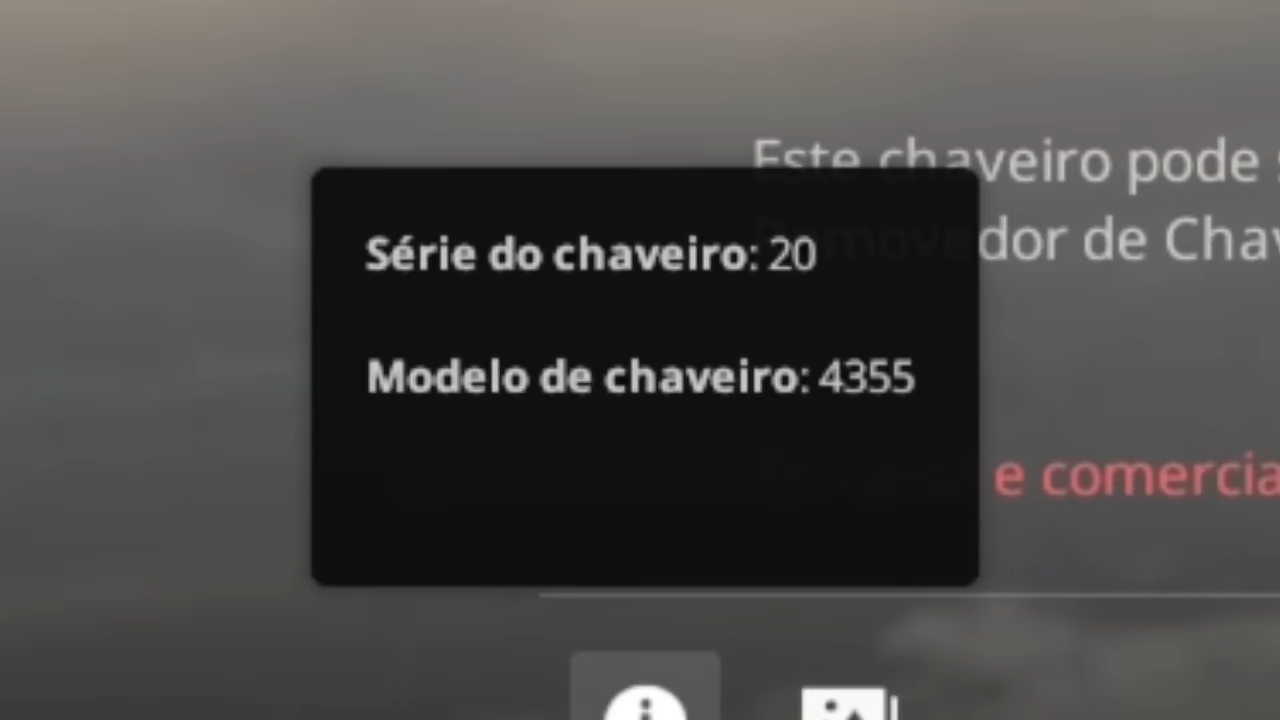 Este chaveiro pode
Série do chaveiro: 20
dor de Chav
Modelo de chaveiro: 4355
e comercia